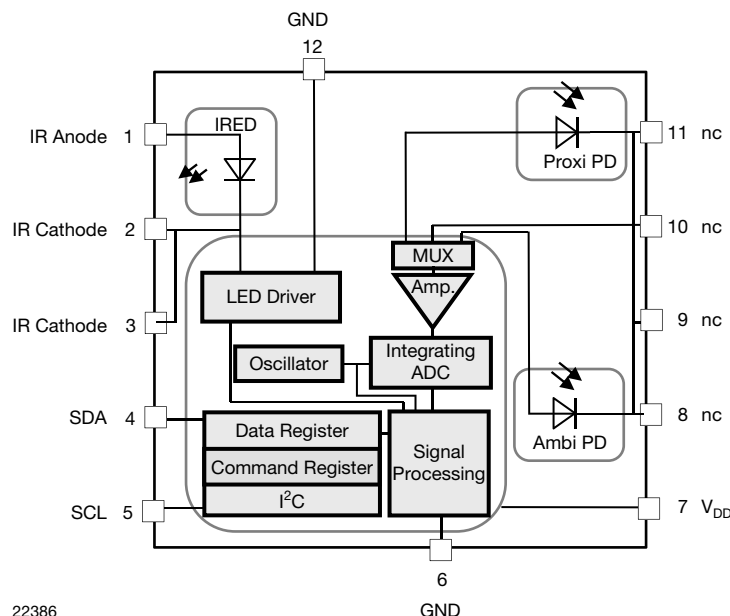 GND
12
IR Anode 1
IRED
Proxi PD
11 nc
IR Cathode 2
10 nc
MUX
Amp.
LED Driver
IR Cathode 3
9 nc
Oscillator
Integrating
ADC
SDA 4
8 nc
Ambi PD
Data Register
Command Register
I²C
Signal
Processing
SCL 5
7 V_DD
6
GND
22386